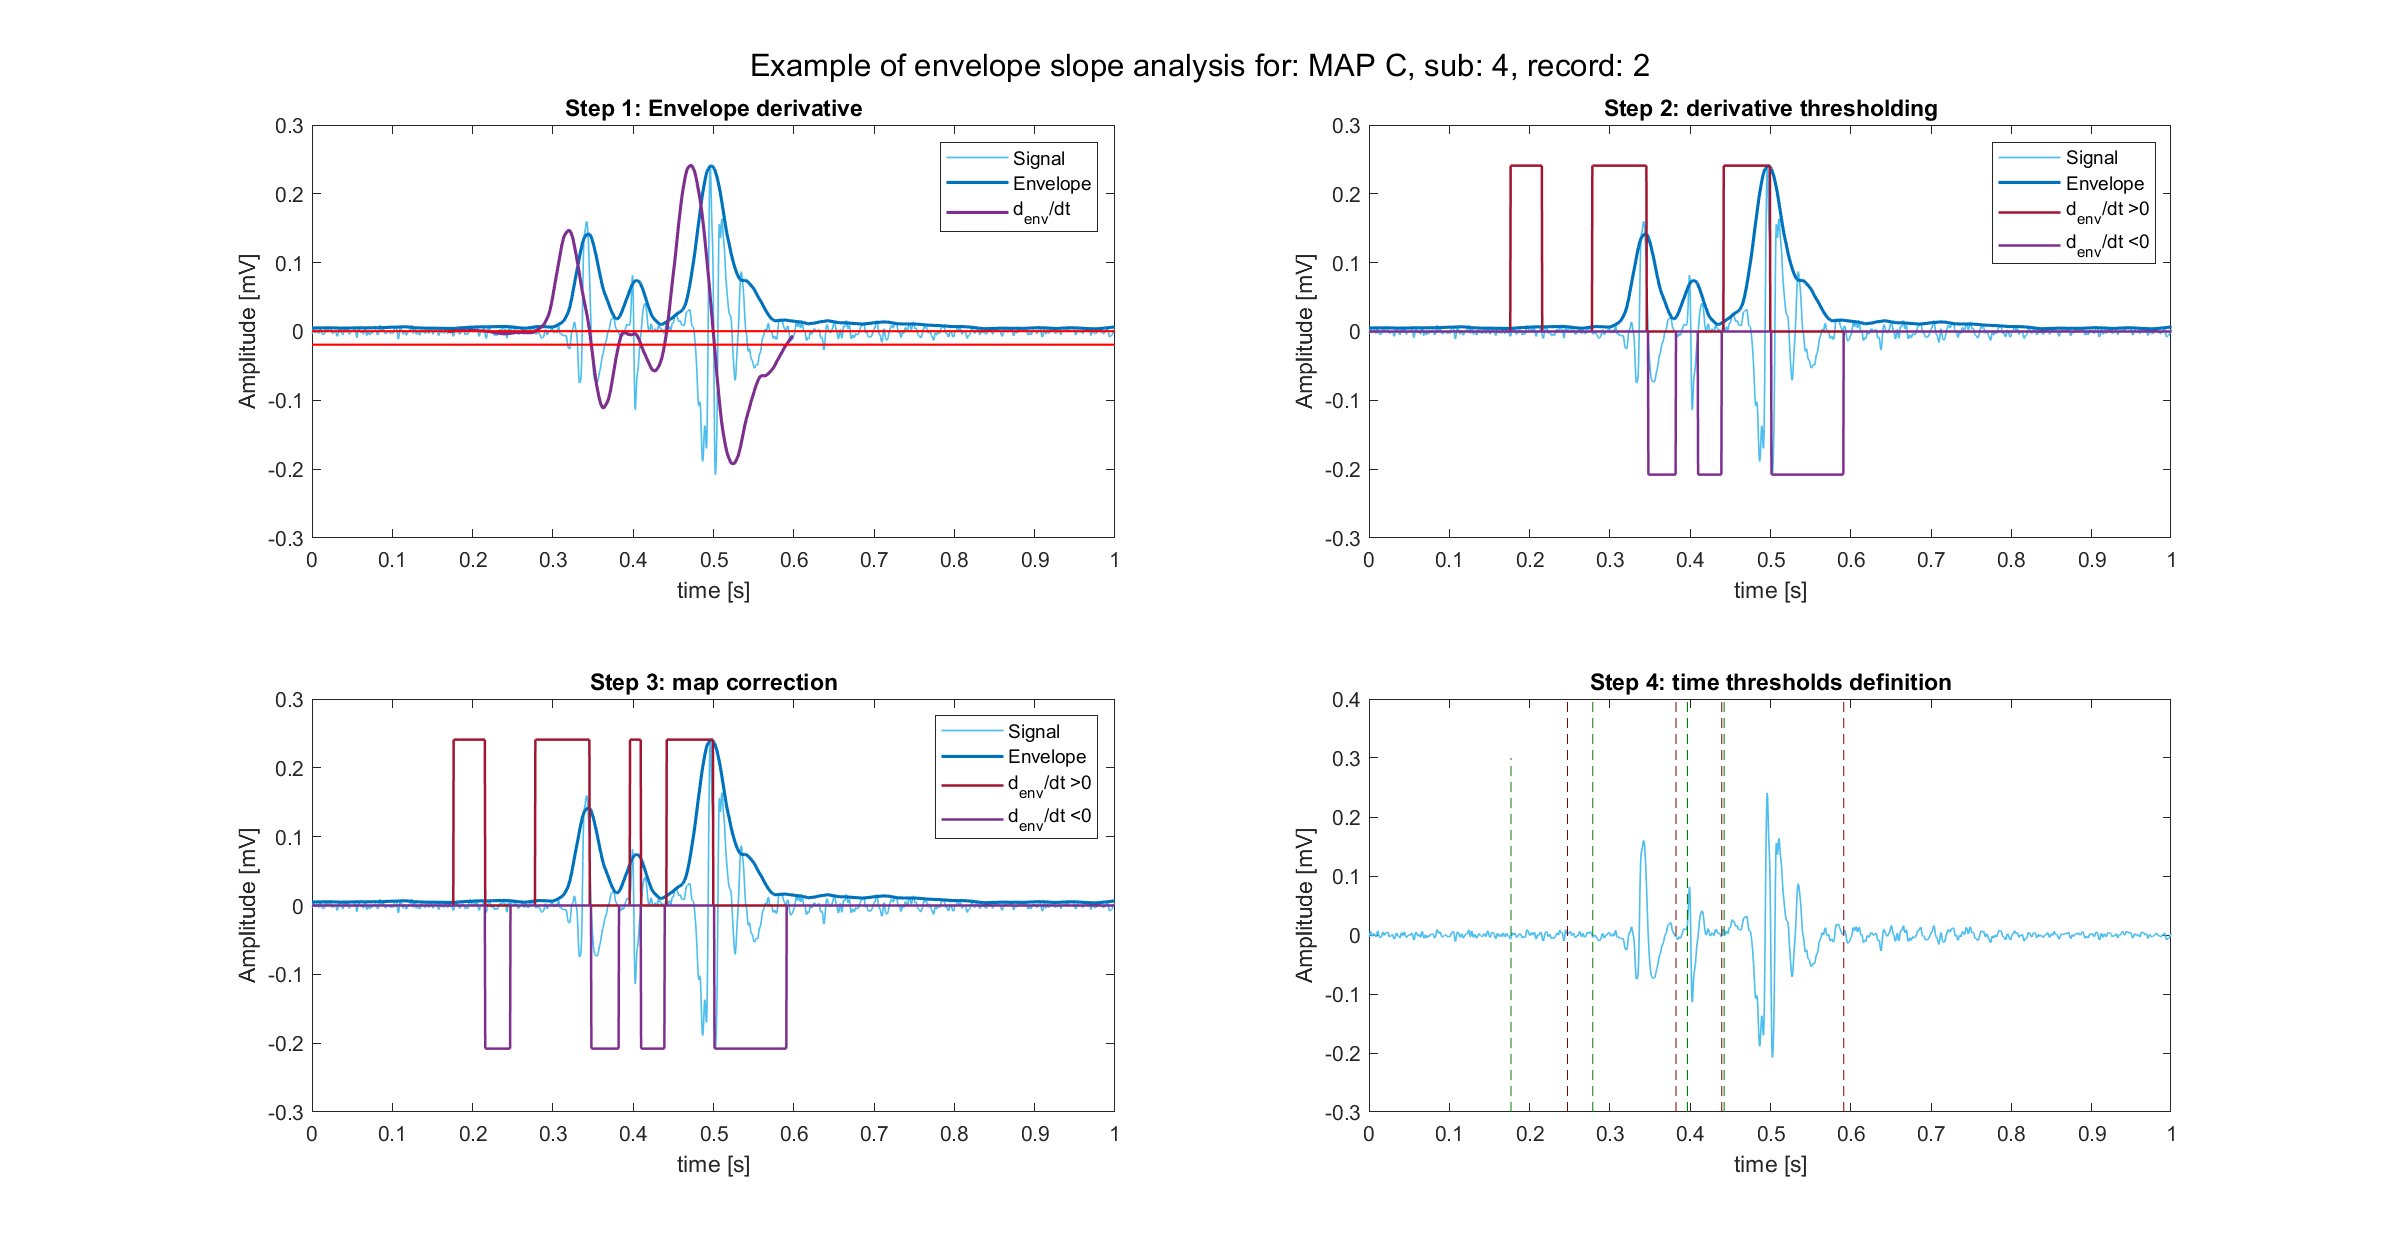 Example of envelope slope analysis for: MAP C, sub: 4, record: 2
Step 1: Envelope derivative
0.3
0.2
0.1
0
-0.1
-0.2
-0.3
Amplitude [mV]
0 0.1 0.2 0.3 0.4 0.5 0.6 0.7 0.8 0.9 1
time [s]
Signal
Envelope
d_env/dt
Step 2: derivative thresholding
0.3
0.2
0.1
0
-0.1
-0.2
-0.3
Amplitude [mV]
0 0.1 0.2 0.3 0.4 0.5 0.6 0.7 0.8 0.9 1
time [s]
Signal
Envelope
d_env/dt >0
d_env/dt <0
Step 3: map correction
0.3
0.2
0.1
0
-0.1
-0.2
-0.3
Amplitude [mV]
0 0.1 0.2 0.3 0.4 0.5 0.6 0.7 0.8 0.9 1
time [s]
Signal
Envelope
d_env/dt >0
d_env/dt <0
Step 4: time thresholds definition
0.4
0.3
0.2
0.1
0
-0.1
-0.2
-0.3
Amplitude [mV]
0 0.1 0.2 0.3 0.4 0.5 0.6 0.7 0.8 0.9 1
time [s]